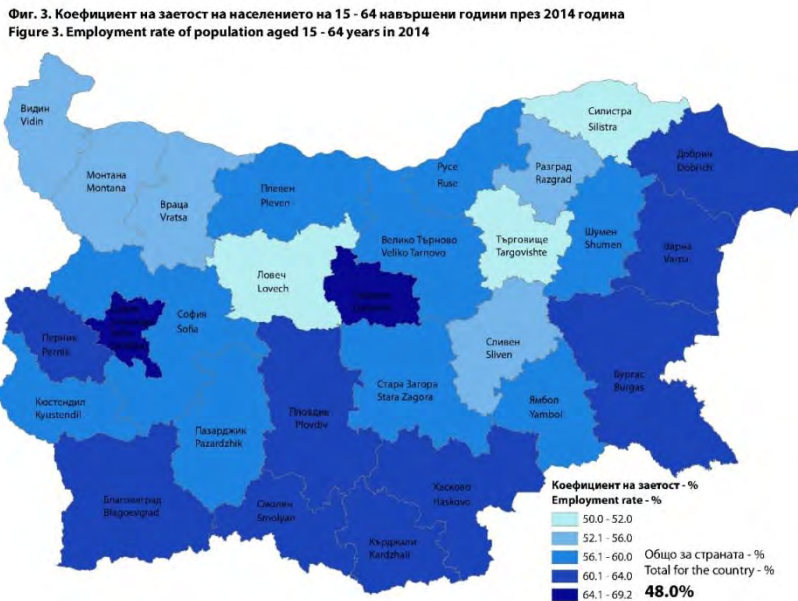 Фиг. 3. Коефициент на заетост на населението на 15 - 64 навършени години през 2014 година
Figure 3. Employment rate of population aged 15 - 64 years in 2014
Видин
Vidin
Монтана
Montana
Враца
Vratsa
Плевен
Pleven
Русе
Ruse
Силистра
Silistra
Разград
Razgrad
Добрич
Dobrich
Ловеч
Lovech
Велико Търново
Veliko Tarnovo
Търговище
Targovishte
Шумен
Shumen
Варна
Varna
Перник
Pernik
София
Sofia
Сливен
Sliven
Бургас
Burgas
Кюстендил
Kyustendil
Пазарджик
Pazardzhik
Пловдив
Plovdiv
Стара Загора
Stara Zagora
Ямбол
Yambol
Благоевград
Blagoevgrad
Смолян
Smolyan
Хасково
Haskovo
Кърджали
Kardzhali
Коефициент на заетост - %
Employment rate - %
50.0 - 52.0
52.1 - 56.0
56.1 - 60.0
60.1 - 64.0
64.1 - 69.2
Общо за страната - %
Total for the country - %
48.0%